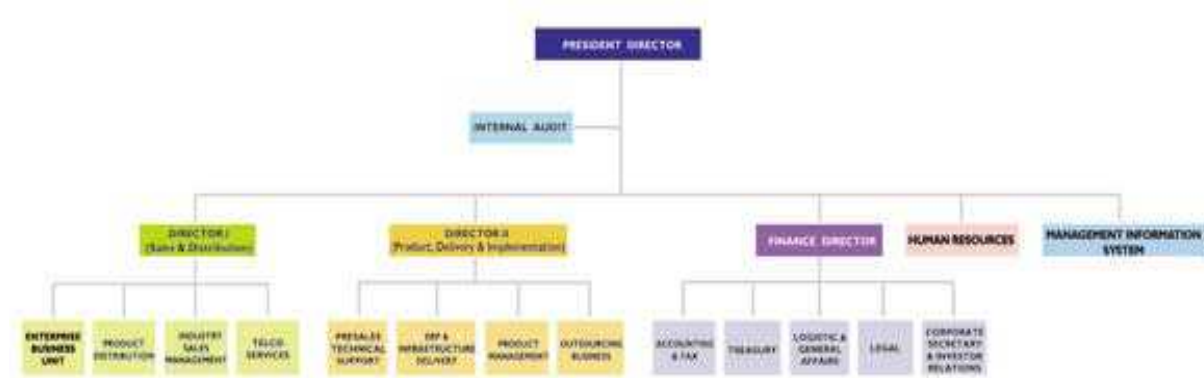 PRESIDENT DIRECTOR
INTERNAL AUDIT
DIRECTOR I
(Sales & Distribution)
DIRECTOR II
(Product, Delivery & Implementation)
FINANCE DIRECTOR
HUMAN RESOURCES
MANAGEMENT INFORMATION
SYSTEM
ENTERPRISE
BUSINESS
UNIT
PRODUCT
DISTRIBUTION
INDUSTRY
SALES
MANAGEMENT
TELCO
SERVICES
PRESALES
TECHNICAL
SUPPORT
ERP &
INFRASTRUCTURE
DELIVERY
PRODUCT
MANAGEMENT
OUTSOURCING
BUSINESS
ACCOUNTING
& TAX
TREASURY
LOGISTIC &
GENERAL
AFFAIRS
LEGAL
CORPORATE
SECRETARY
& INVESTOR
RELATIONS